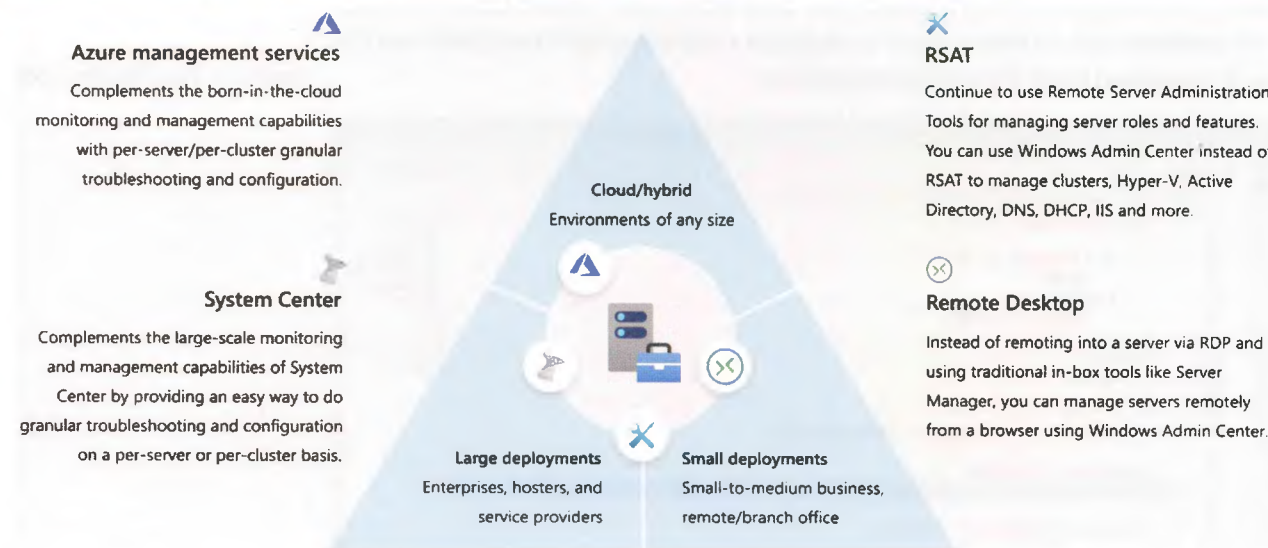 Azure management services
Complements the born-in-the-cloud
monitoring and management capabilities
with per-server/per-cluster granular
troubleshooting and configuration.
System Center
Complements the large-scale monitoring
and management capabilities of System
Center by providing an easy way to do
granular troubleshooting and configuration
on a per-server or per-cluster basis.
Cloud/hybrid
Environments of any size
Large deployments
Enterprises, hosters, and
service providers
Small deployments
Small-to-medium business,
remote/branch office
RSAT
Continue to use Remote Server Administration
Tools for managing server roles and features.
You can use Windows Admin Center instead of
RSAT to manage clusters, Hyper-V, Active
Directory, DNS, DHCP, IIS and more.
Remote Desktop
Instead of remoting into a server via RDP and
using traditional in-box tools like Server
Manager, you can manage servers remotely
from a browser using Windows Admin Center.